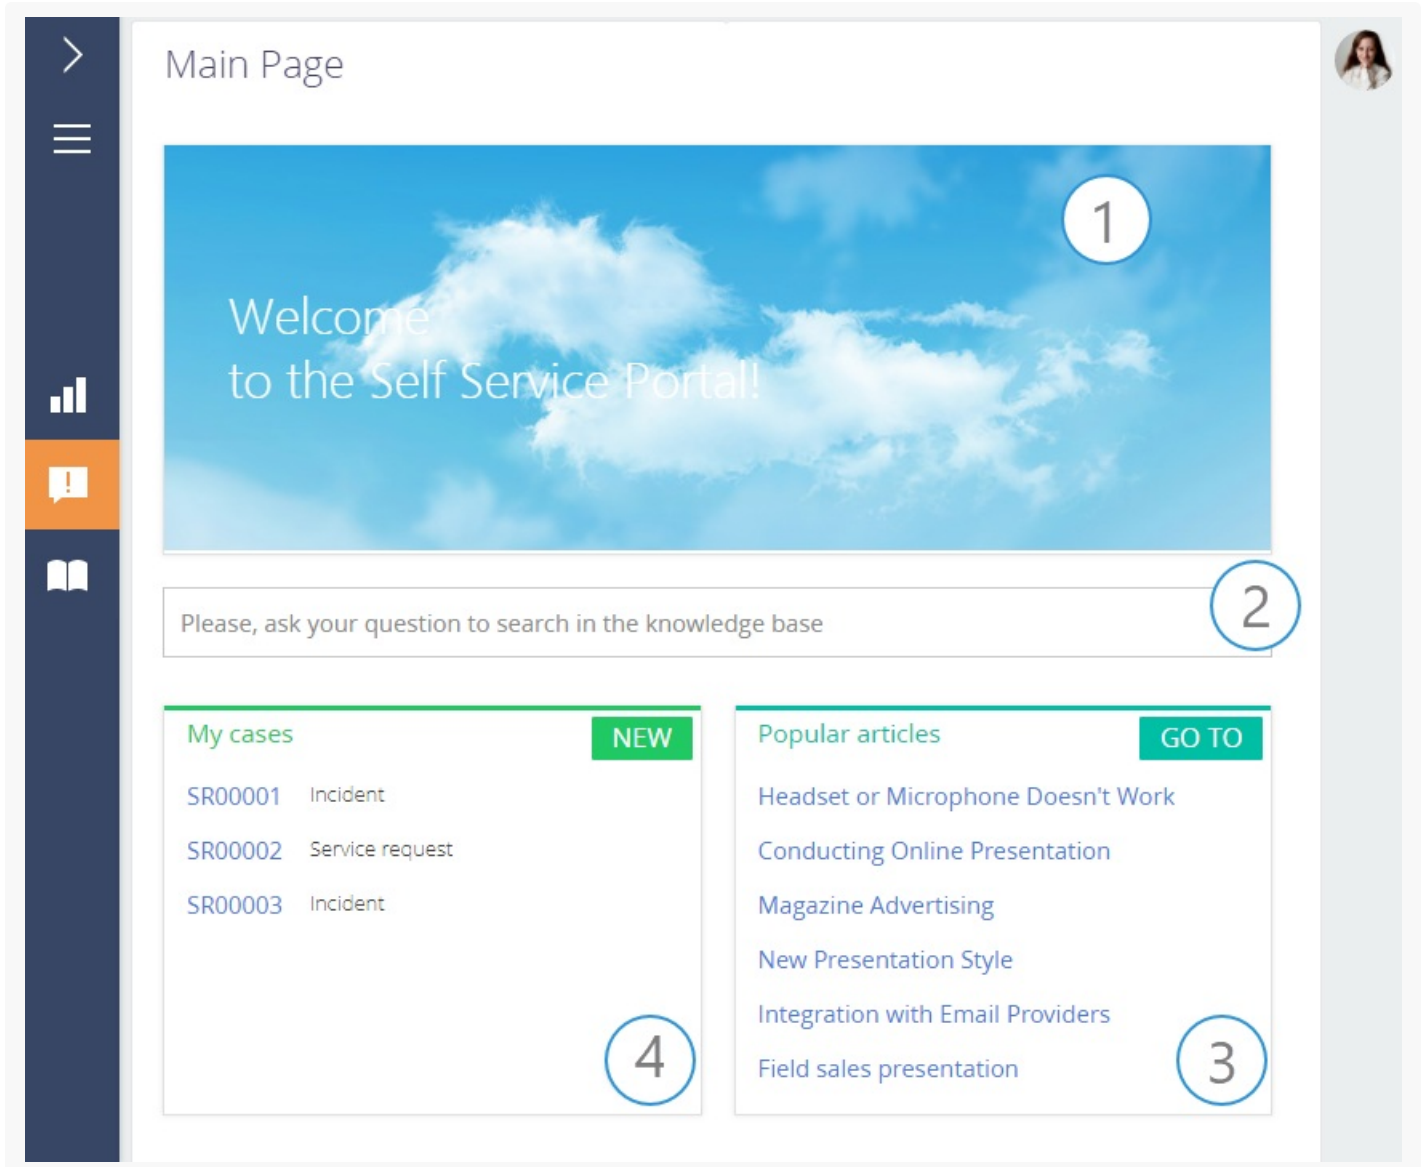 Main Page
1
Welcome
to the Self Service Portal!
Please, ask your question to search in the knowledge base
2
My cases
NEW
SR00001 Incident
SR00002 Service request
SR00003 Incident
4
Popular articles
GO TO
Headset or Microphone Doesn't Work
Conducting Online Presentation
Magazine Advertising
New Presentation Style
Integration with Email Providers
Field sales presentation
3